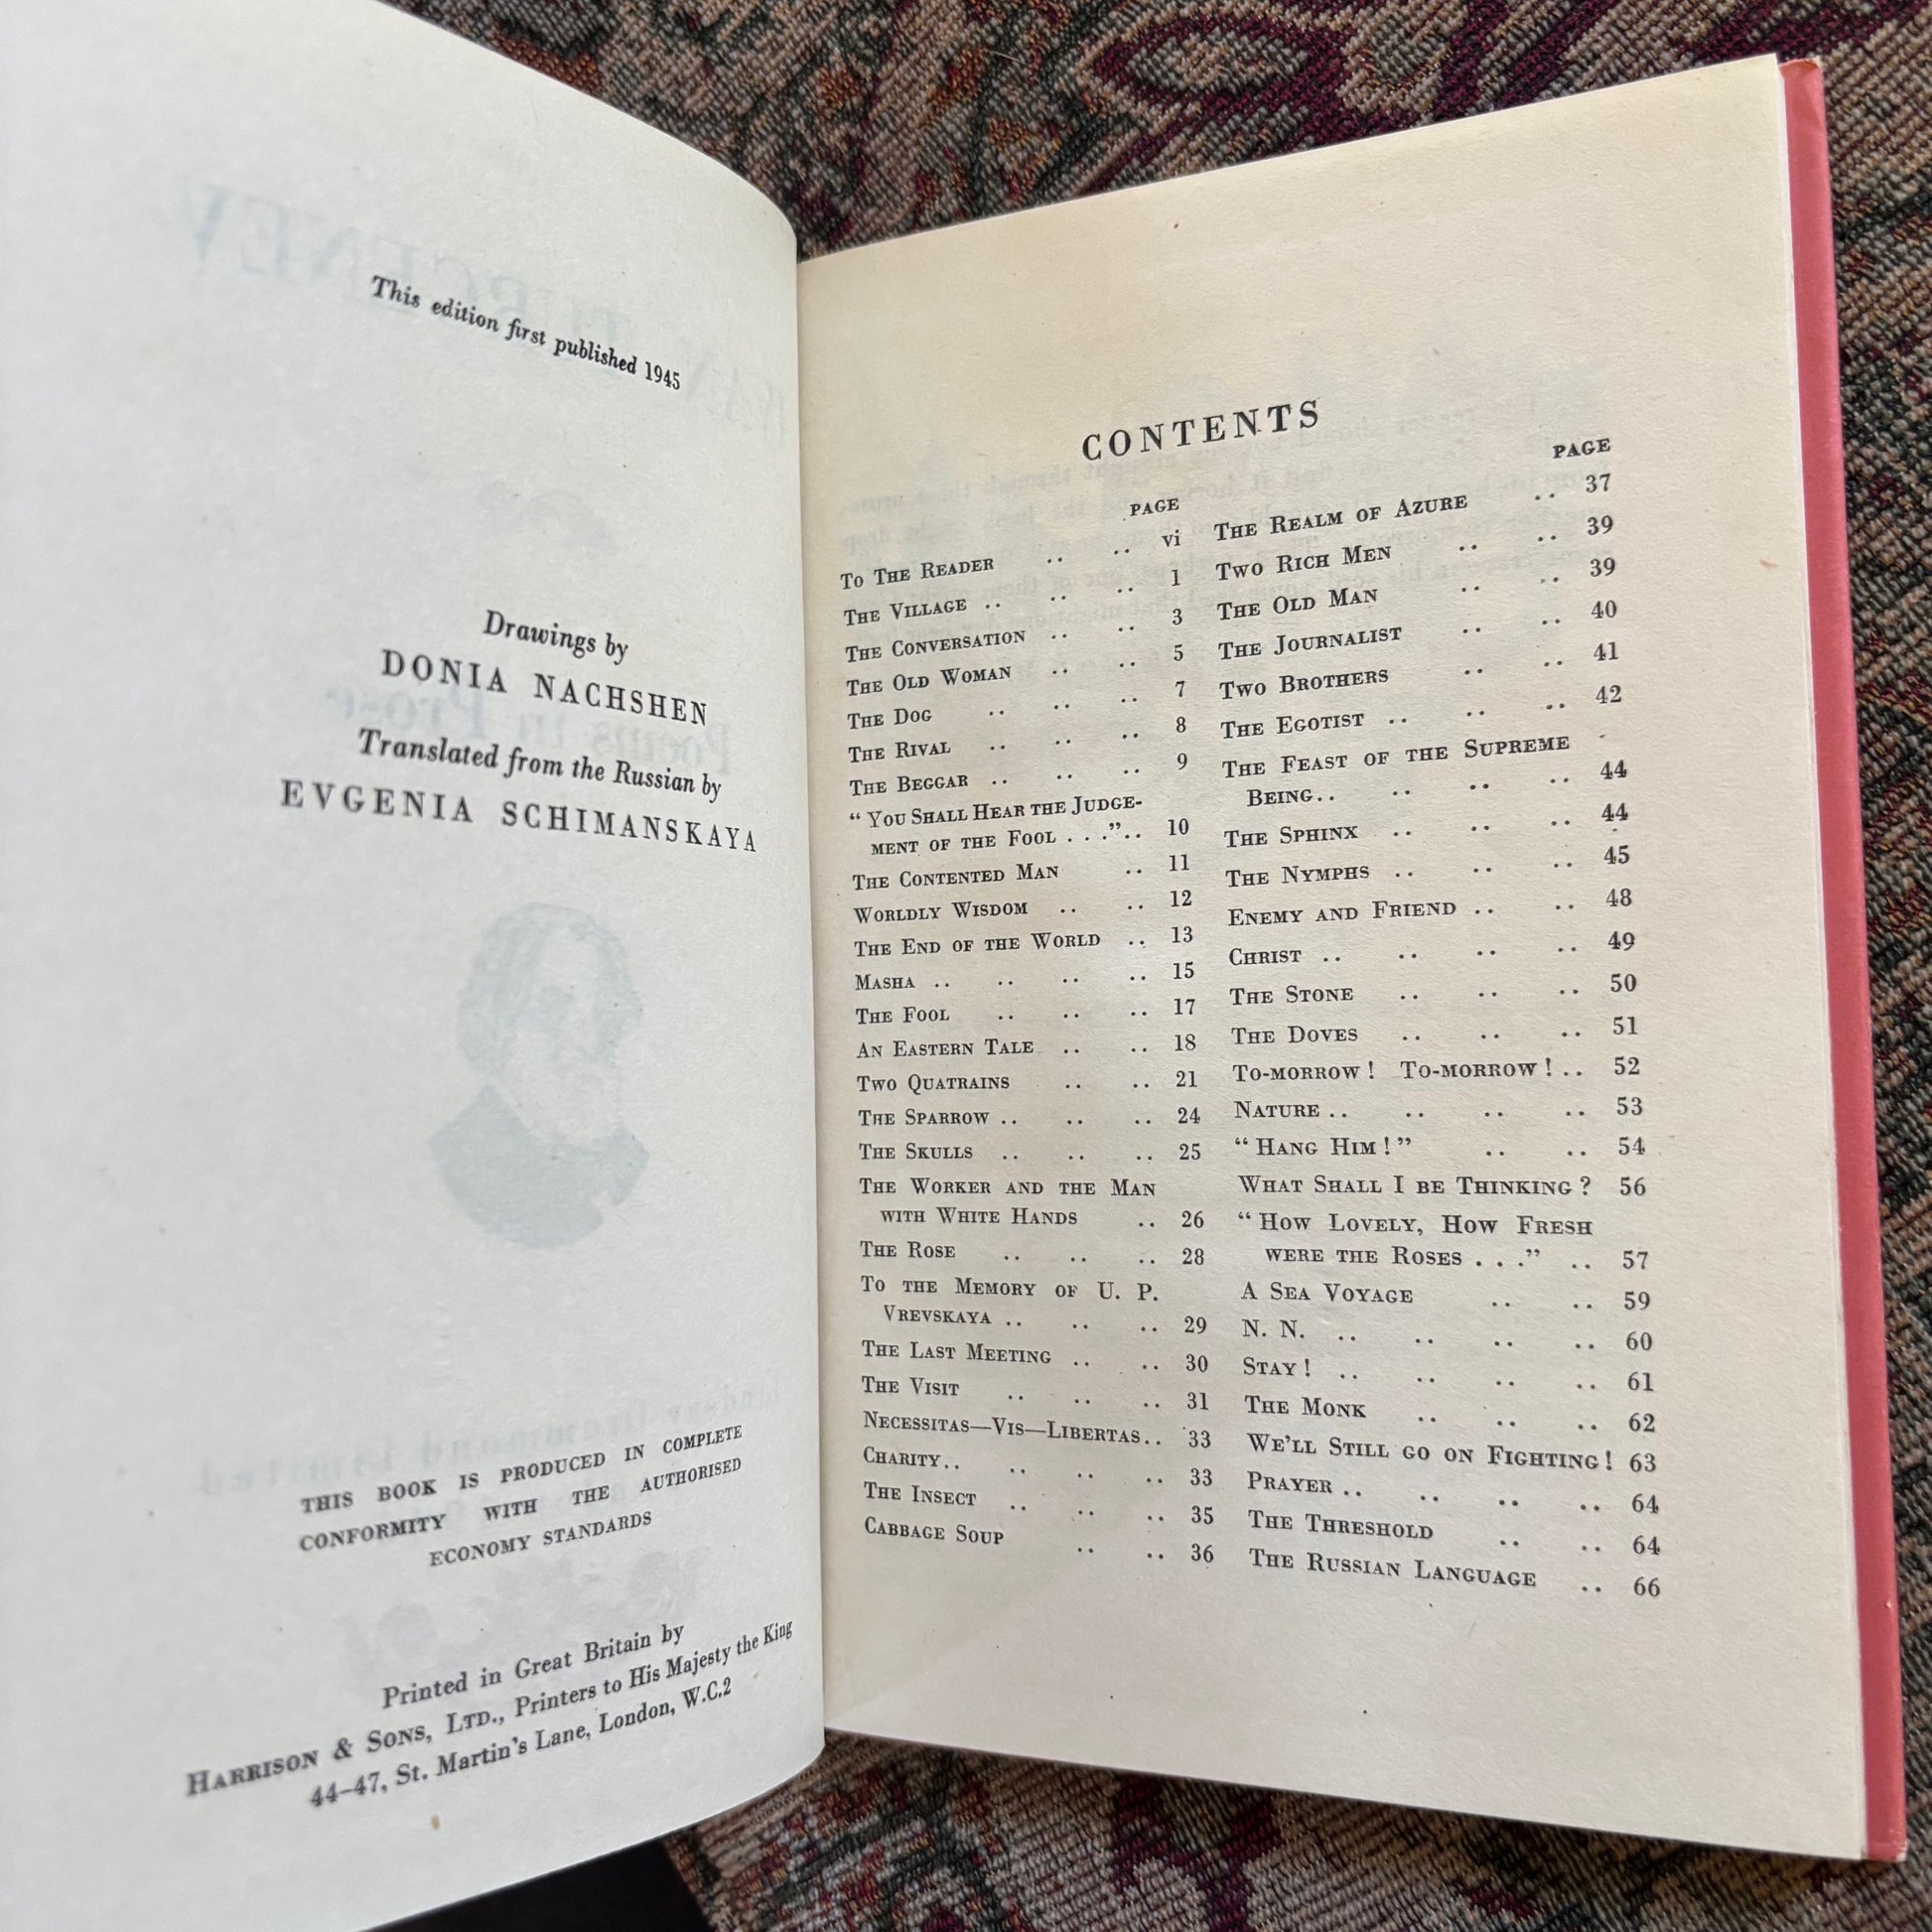 This edition first published 1945
Drawings by
DONIA NACHSHEN
Translated from the Russian by
EVGENIA SCHIMANSKAYA
THIS BOOK IS PRODUCED IN COMPLETE
CONFORMITY WITH THE AUTHORISED
ECONOMY STANDARDS
Printed in Great Britain by
HARRISON & SONS, LTD., Printers to His Majesty the King
44–47, St. Martin's Lane, London, W.C.2
CONTENTS
PAGE
TO THE READER .. .. vi
THE VILLAGE .. .. .. 1
THE CONVERSATION .. .. 3
THE OLD WOMAN .. .. 5
THE DOG .. .. .. 7
THE RIVAL .. .. .. 8
THE BEGGAR .. .. .. 9
"YOU SHALL HEAR THE JUDGE-
MENT OF THE FOOL . . ." .. 10
THE CONTENTED MAN .. 11
WORLDLY WISDOM .. .. 12
THE END OF THE WORLD .. 13
MASHA .. .. .. .. 15
THE FOOL .. .. .. 17
AN EASTERN TALE .. .. 18
TWO QUATRAINS .. .. 21
THE SPARROW .. .. .. 24
THE SKULLS .. .. .. 25
THE WORKER AND THE MAN
WITH WHITE HANDS .. 26
THE ROSE .. .. .. 28
TO THE MEMORY OF U. P.
VREVSKAYA .. .. .. 29
THE LAST MEETING .. .. 30
THE VISIT .. .. .. 31
NECESSITAS—VIS—LIBERTAS .. 33
CHARITY .. .. .. .. 33
THE INSECT .. .. .. 35
CABBAGE SOUP .. .. 36
PAGE
THE REALM OF AZURE .. 37
TWO RICH MEN .. .. 39
THE OLD MAN .. .. 39
THE JOURNALIST .. .. 40
TWO BROTHERS .. .. 41
THE EGOTIST .. .. .. 42
THE FEAST OF THE SUPREME
BEING .. .. .. .. 44
THE SPHINX .. .. .. 44
THE NYMPHS .. .. .. 45
ENEMY AND FRIEND .. .. 48
CHRIST .. .. .. .. 49
THE STONE .. .. .. 50
THE DOVES .. .. .. 51
TO-MORROW! TO-MORROW! .. 52
NATURE .. .. .. .. 53
"HANG HIM!" .. .. 54
WHAT SHALL I BE THINKING? 56
"HOW LOVELY, HOW FRESH
WERE THE ROSES . . ." .. 57
A SEA VOYAGE .. .. 59
N. N. .. .. .. .. 60
STAY! .. .. .. .. 61
THE MONK .. .. .. 62
WE'LL STILL GO ON FIGHTING! 63
PRAYER .. .. .. .. 64
THE THRESHOLD .. .. 64
THE RUSSIAN LANGUAGE .. 66